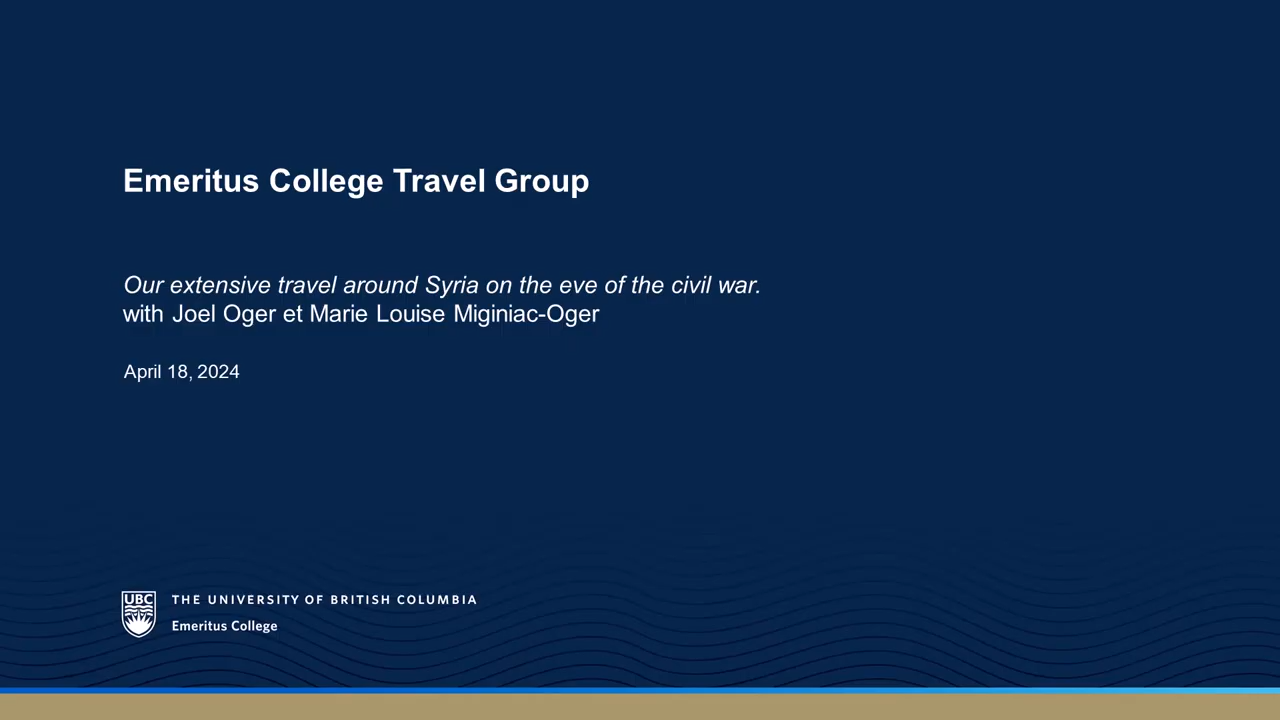 Emeritus College Travel Group
Our extensive travel around Syria on the eve of the civil war.
with Joel Oger et Marie Louise Miginiac-Oger
April 18, 2024
UBC
THE UNIVERSITY OF BRITISH COLUMBIA
Emeritus College